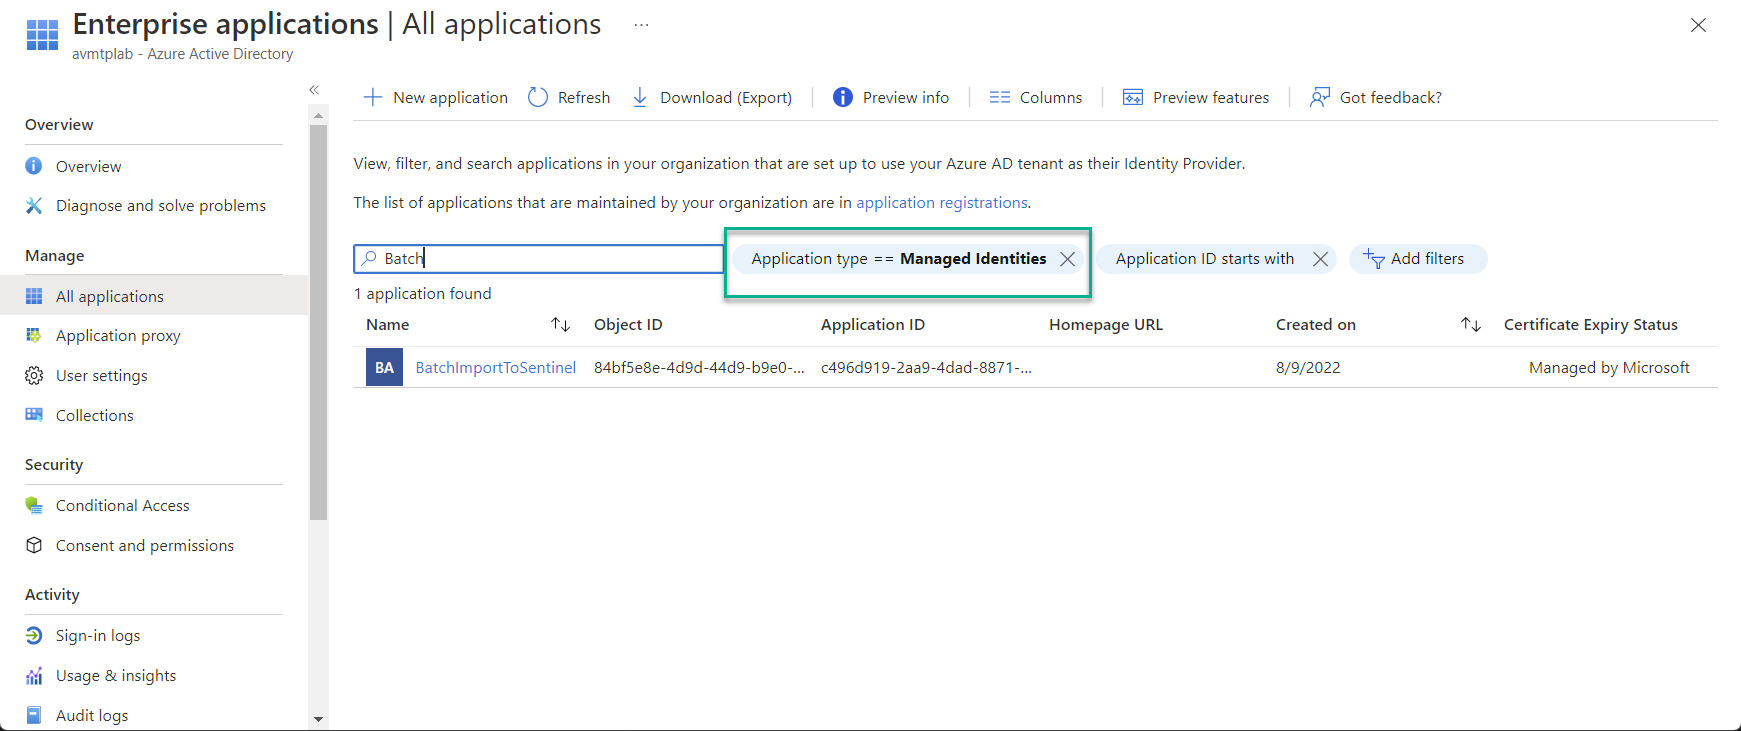 Enterprise applications | All applications ...
avmtplab - Azure Active Directory
«
Overview
Overview
Diagnose and solve problems
Manage
All applications
Application proxy
User settings
Collections
Security
Conditional Access
Consent and permissions
Activity
Sign-in logs
Usage & insights
Audit logs
New application Refresh Download (Export) Preview info Columns Preview features Got feedback?
View, filter, and search applications in your organization that are set up to use your Azure AD tenant as their Identity Provider.
The list of applications that are maintained by your organization are in application registrations.
Batch Application type == Managed Identities Application ID starts with Add filters
1 application found
Name Object ID Application ID Homepage URL Created on Certificate Expiry Status
BA BatchImportToSentinel 84bf5e8e-4d9d-44d9-b9e0-... c496d919-2aa9-4dad-8871-... 8/9/2022 Managed by Microsoft